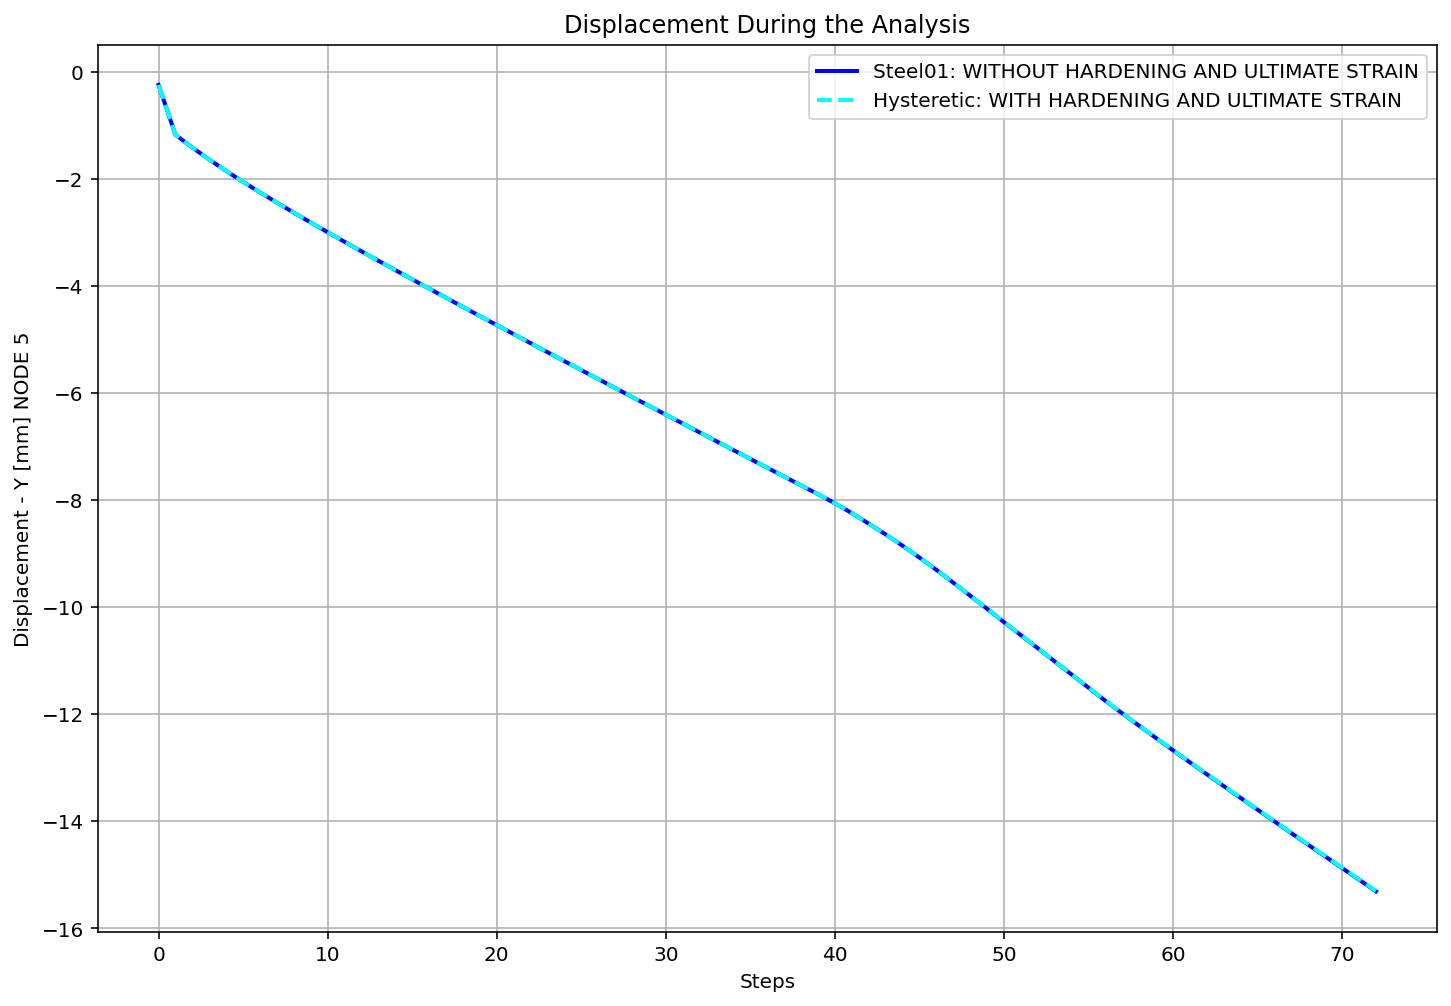 Displacement During the Analysis
Steel01: WITHOUT HARDENING AND ULTIMATE STRAIN
Hysteretic: WITH HARDENING AND ULTIMATE STRAIN
Displacement - Y [mm] NODE 5
0
−2
−4
−6
−8
−10
−12
−14
−16
0 10 20 30 40 50 60 70
Steps